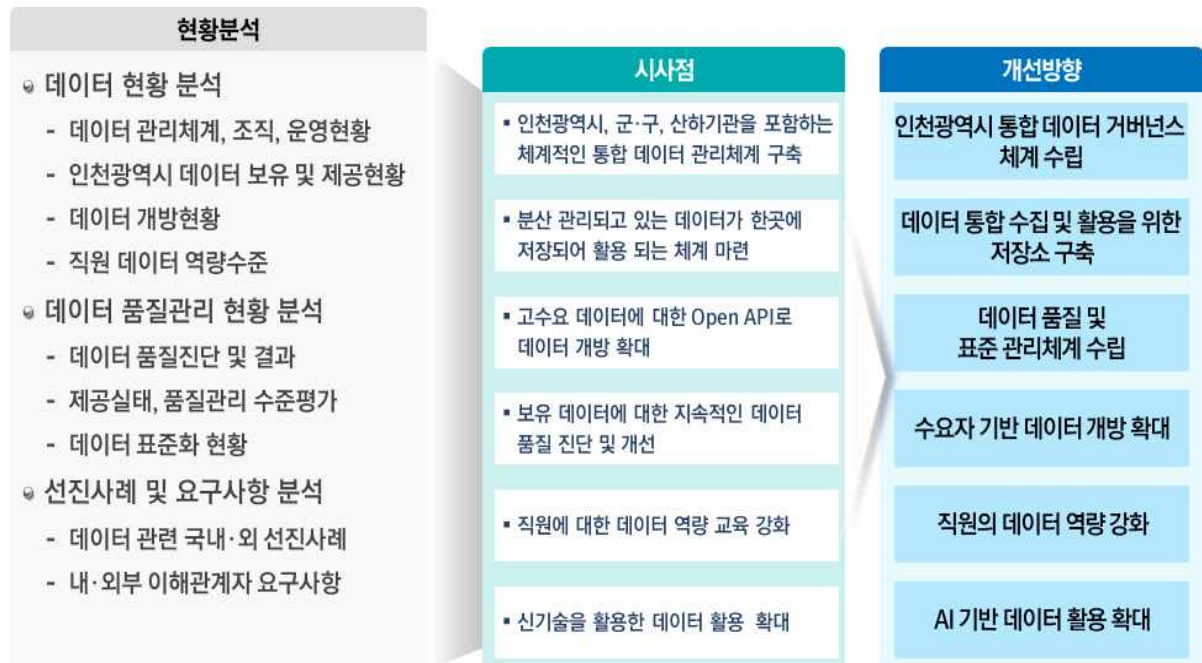 현황분석
데이터 현황 분석
- 데이터 관리체계, 조직, 운영현황
- 인천광역시 데이터 보유 및 제공현황
- 데이터 개방현황
- 직원 데이터 역량수준
데이터 품질관리 현황 분석
- 데이터 품질진단 및 결과
- 제공실태, 품질관리 수준평가
- 데이터 표준화 현황
선진사례 및 요구사항 분석
- 데이터 관련 국내·외 선진사례
- 내·외부 이해관계자 요구사항
시사점
▪ 인천광역시, 군·구, 산하기관을 포함하는
체계적인 통합 데이터 관리체계 구축
▪ 분산 관리되고 있는 데이터가 한곳에
저장되어 활용 되는 체계 마련
▪ 고수요 데이터에 대한 Open API로
데이터 개방 확대
▪ 보유 데이터에 대한 지속적인 데이터
품질 진단 및 개선
▪ 직원에 대한 데이터 역량 교육 강화
▪ 신기술을 활용한 데이터 활용 확대
개선방향
인천광역시 통합 데이터 거버넌스
체계 수립
데이터 통합 수집 및 활용을 위한
저장소 구축
데이터 품질 및
표준 관리체계 수립
수요자 기반 데이터 개방 확대
직원의 데이터 역량 강화
AI 기반 데이터 활용 확대